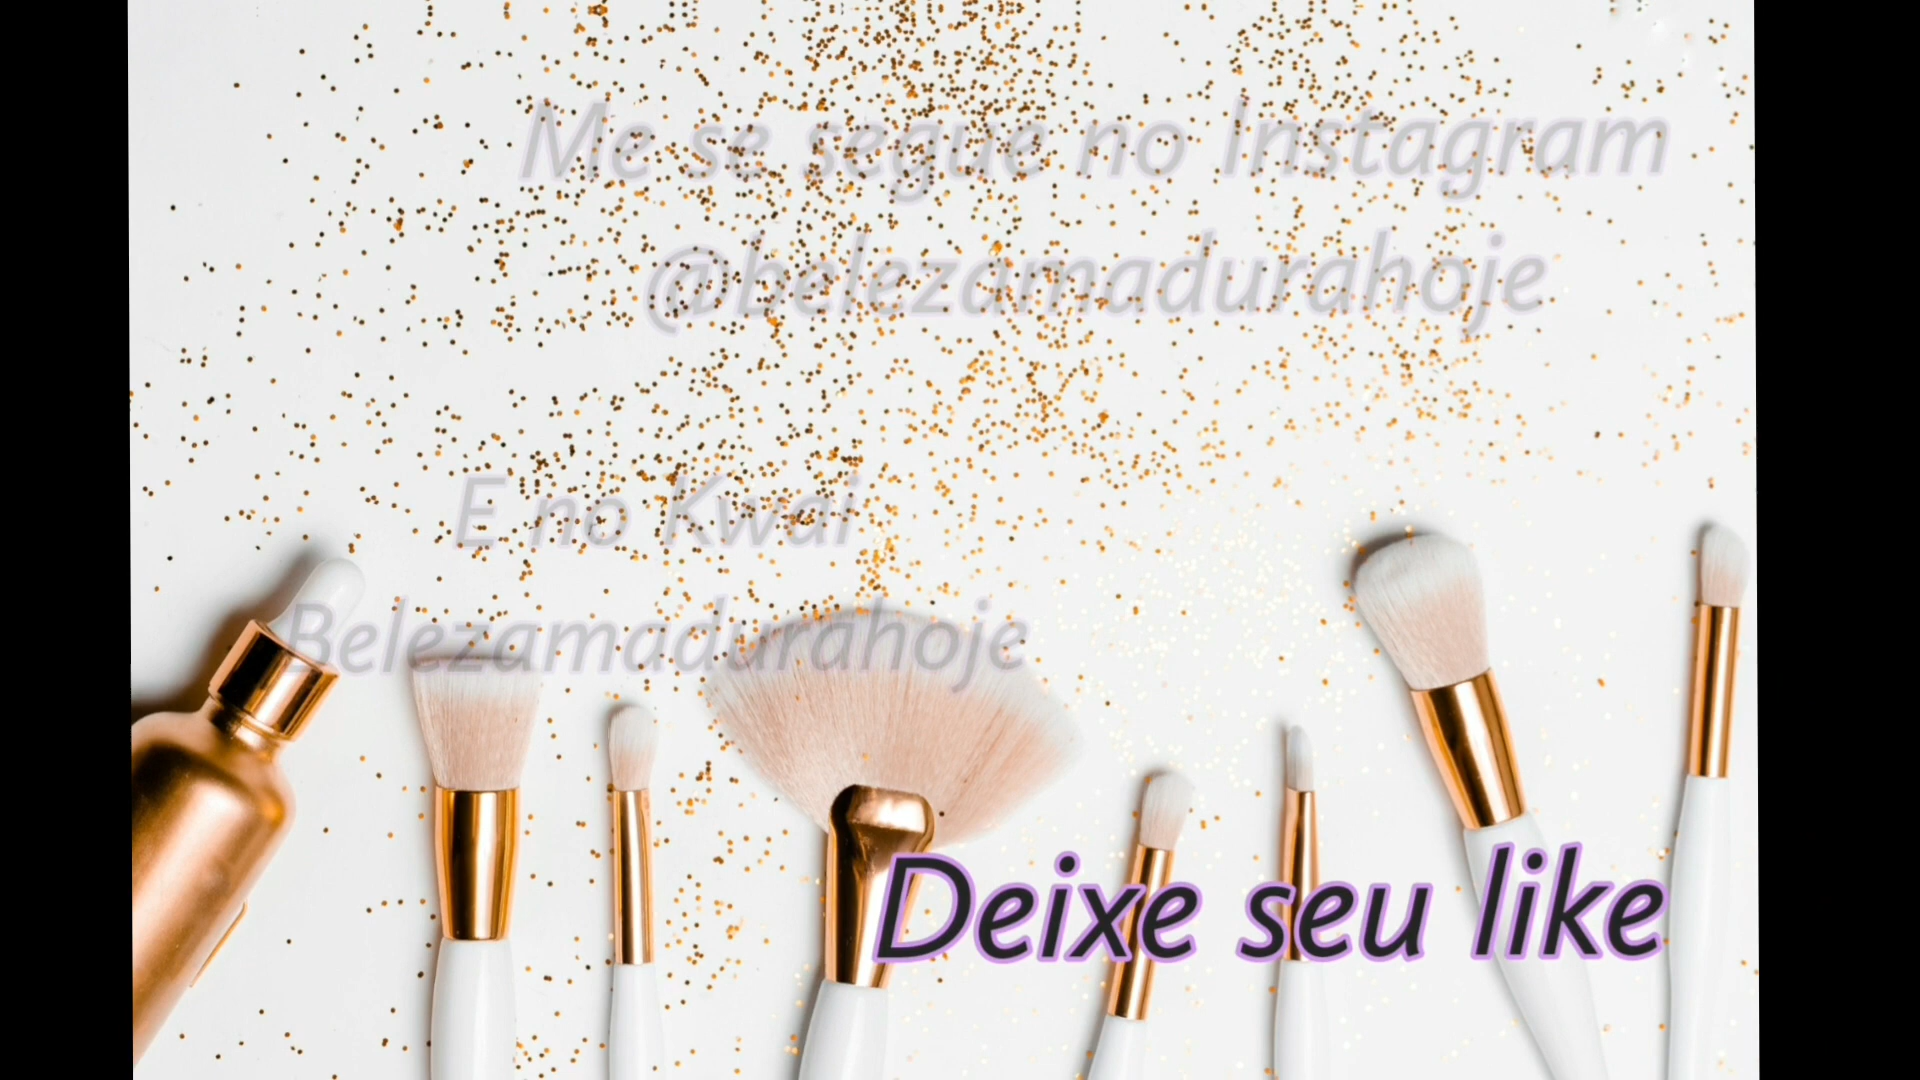 Me se segue no Instagram
@belezamadurahoje
E no Kwai
Belezamadurahoje
Deixe seu like